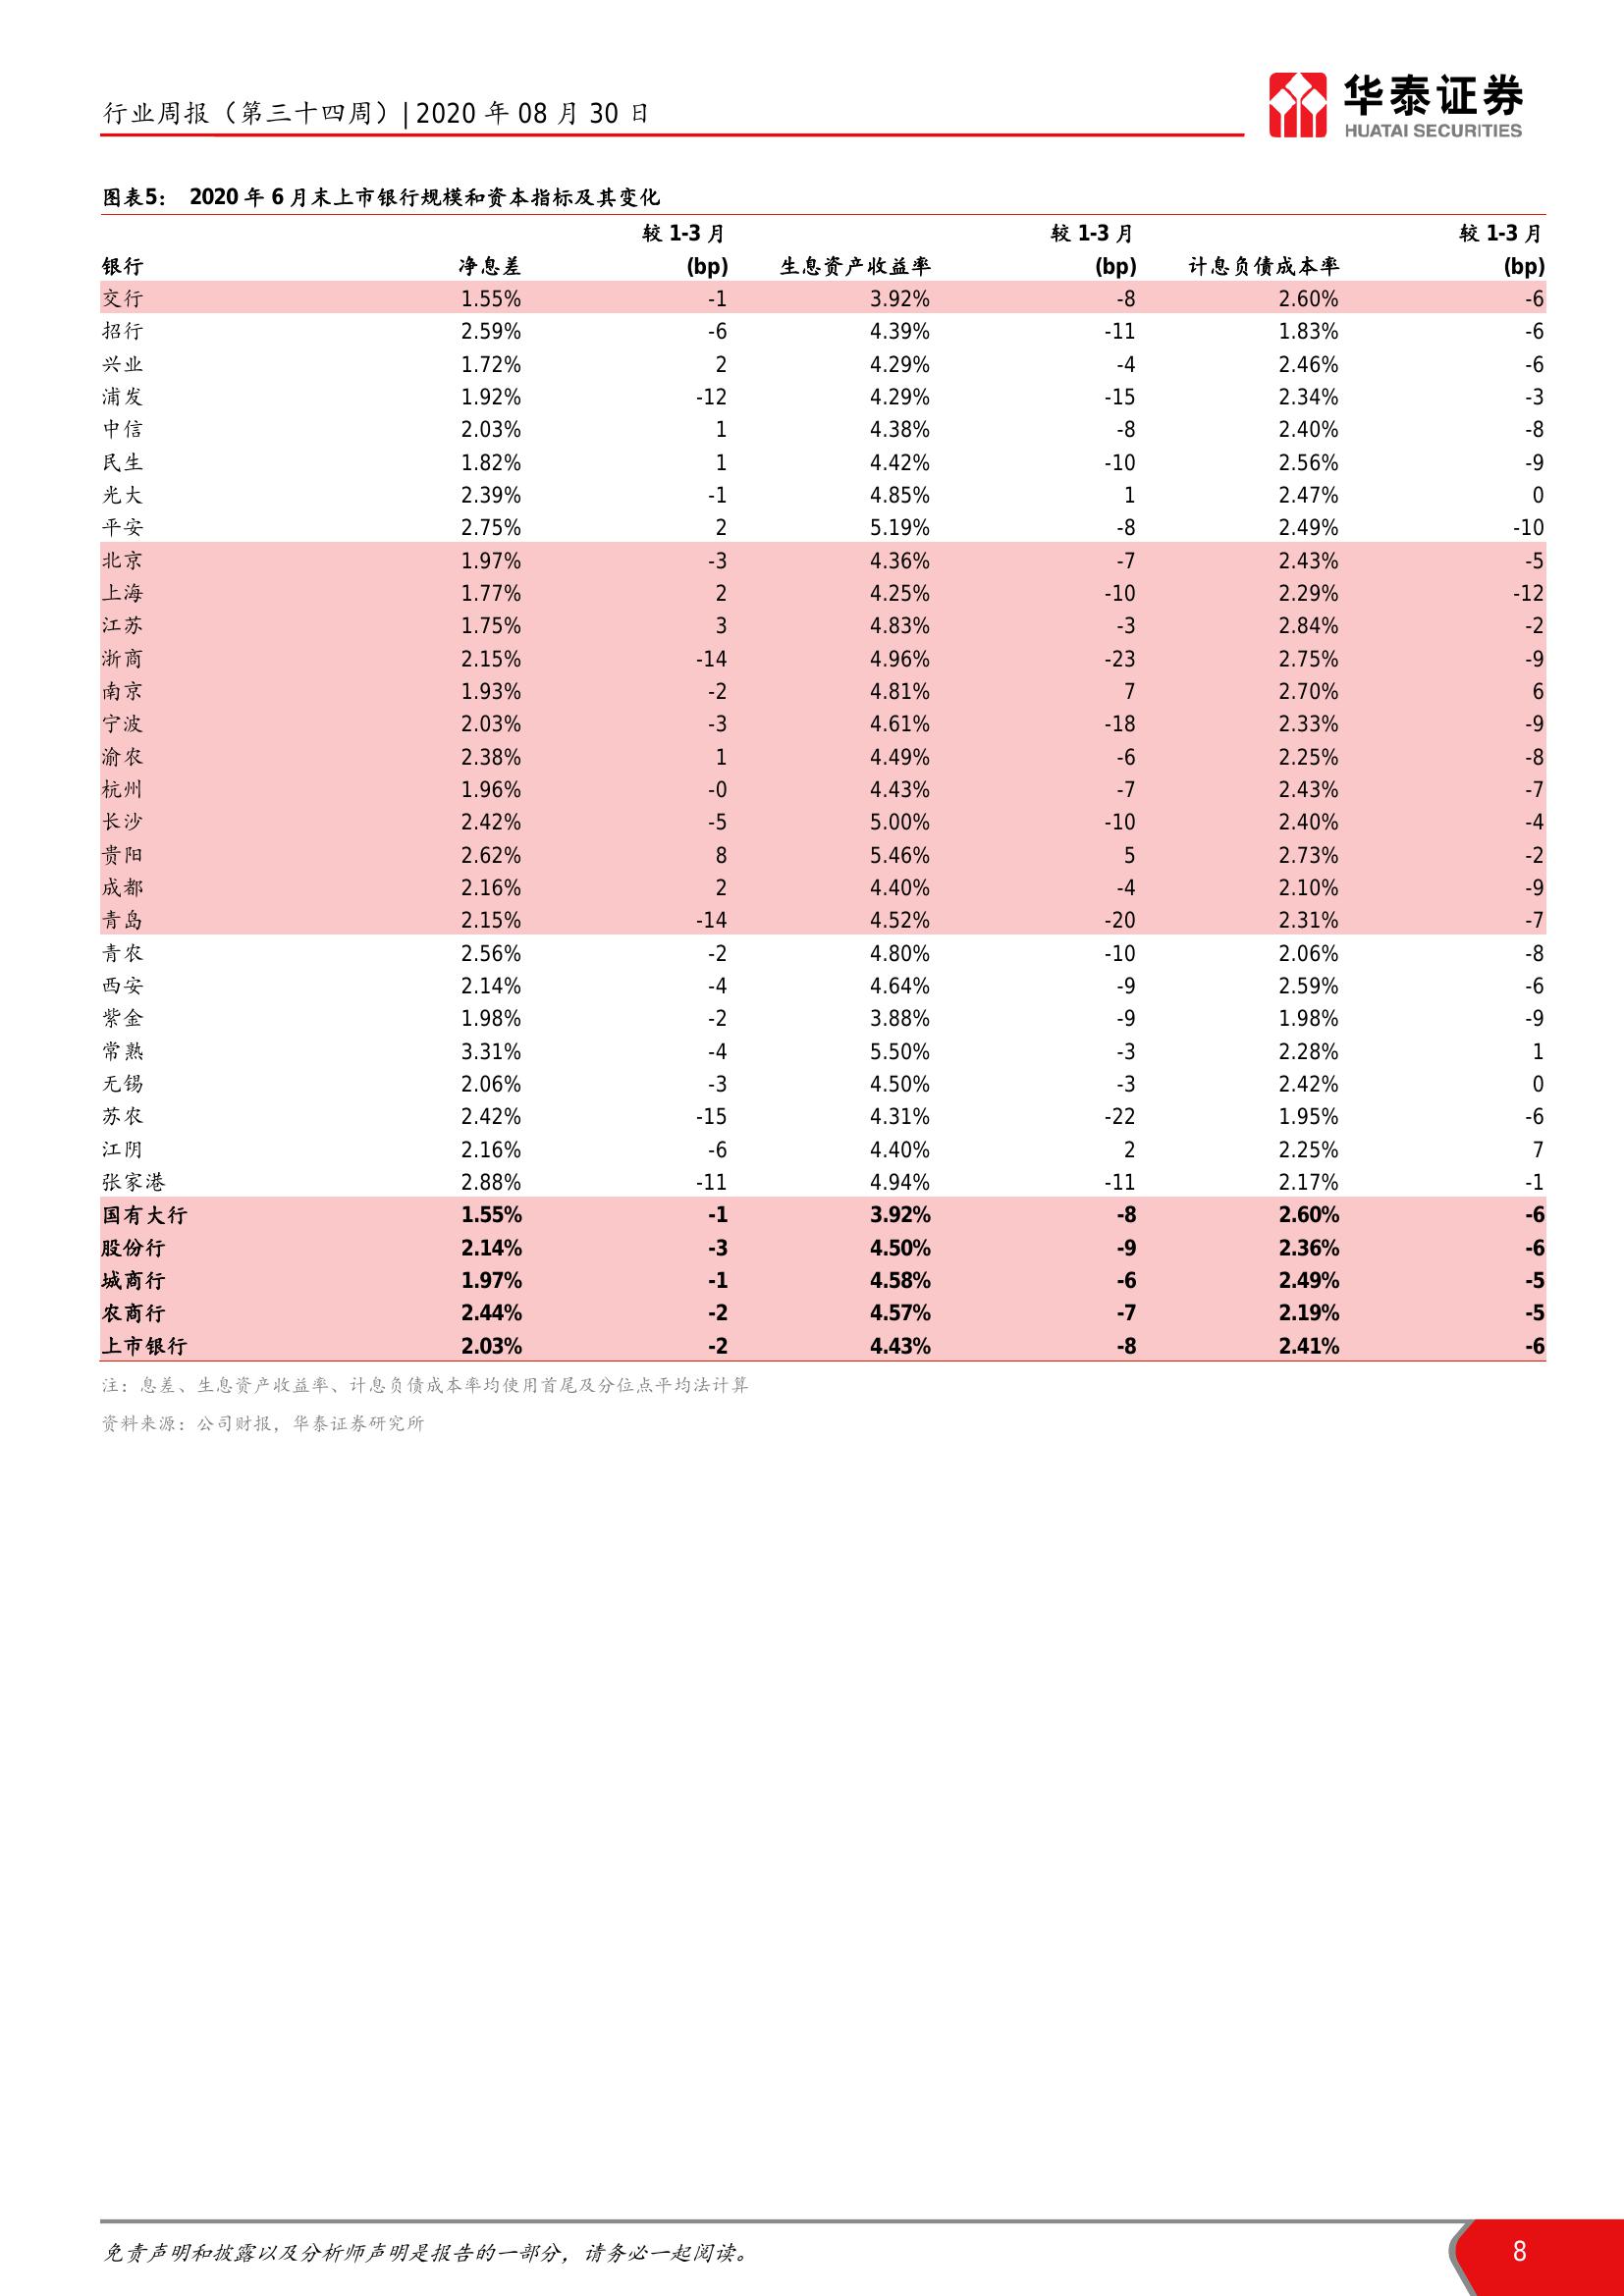 行业周报（第三十四周）| 2020 年 08 月 30 日
华泰证券
HUATAI SECURITIES
图表5： 2020 年 6 月末上市银行规模和资本指标及其变化
较 1-3 月 较 1-3 月 较 1-3 月
银行 净息差 (bp) 生息资产收益率 (bp) 计息负债成本率 (bp)
交行 1.55% -1 3.92% -8 2.60% -6
招行 2.59% -6 4.39% -11 1.83% -6
兴业 1.72% 2 4.29% -4 2.46% -6
浦发 1.92% -12 4.29% -15 2.34% -3
中信 2.03% 1 4.38% -8 2.40% -8
民生 1.82% 1 4.42% -10 2.56% -9
光大 2.39% -1 4.85% 1 2.47% 0
平安 2.75% 2 5.19% -8 2.49% -10
北京 1.97% -3 4.36% -7 2.43% -5
上海 1.77% 2 4.25% -10 2.29% -12
江苏 1.75% 3 4.83% -3 2.84% -2
浙商 2.15% -14 4.96% -23 2.75% -9
南京 1.93% -2 4.81% 7 2.70% 6
宁波 2.03% -3 4.61% -18 2.33% -9
渝农 2.38% 1 4.49% -6 2.25% -8
杭州 1.96% -0 4.43% -7 2.43% -7
长沙 2.42% -5 5.00% -10 2.40% -4
贵阳 2.62% 8 5.46% 5 2.73% -2
成都 2.16% 2 4.40% -4 2.10% -9
青岛 2.15% -14 4.52% -20 2.31% -7
青农 2.56% -2 4.80% -10 2.06% -8
西安 2.14% -4 4.64% -9 2.59% -6
紫金 1.98% -2 3.88% -9 1.98% -9
常熟 3.31% -4 5.50% -3 2.28% 1
无锡 2.06% -3 4.50% -3 2.42% 0
苏农 2.42% -15 4.31% -22 1.95% -6
江阴 2.16% -6 4.40% 2 2.25% 7
张家港 2.88% -11 4.94% -11 2.17% -1
国有大行 1.55% -1 3.92% -8 2.60% -6
股份行 2.14% -3 4.50% -9 2.36% -6
城商行 1.97% -1 4.58% -6 2.49% -5
农商行 2.44% -2 4.57% -7 2.19% -5
上市银行 2.03% -2 4.43% -8 2.41% -6
注：息差、生息资产收益率、计息负债成本率均使用首尾及分位点平均法计算
资料来源：公司财报，华泰证券研究所
免责声明和披露以及分析师声明是报告的一部分，请务必一起阅读。 8